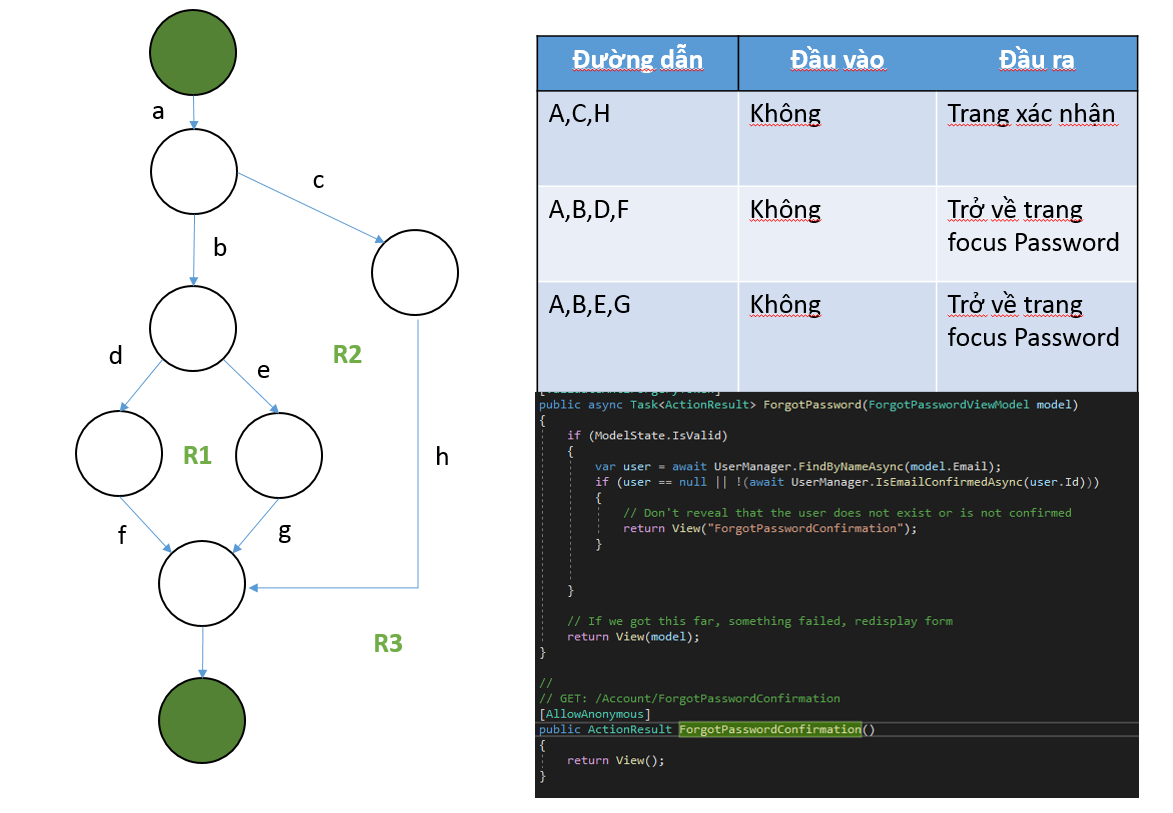 a
c
b
d
e
R2
R1
h
f
g
R3
Đường dẫn Đầu vào Đầu ra
A,C,H Không Trang xác nhận
A,B,D,F Không Trở về trang
focus Password
A,B,E,G Không Trở về trang
focus Password
public async Task<ActionResult> ForgotPassword(ForgotPasswordViewModel model)
{
if (ModelState.IsValid)
{
var user = await UserManager.FindByNameAsync(model.Email);
if (user == null || !(await UserManager.IsEmailConfirmedAsync(user.Id)))
{
// Don't reveal that the user does not exist or is not confirmed
return View("ForgotPasswordConfirmation");
}
}
// If we got this far, something failed, redisplay form
return View(model);
}
//
// GET: /Account/ForgotPasswordConfirmation
[AllowAnonymous]
public ActionResult ForgotPasswordConfirmation()
{
return View();
}